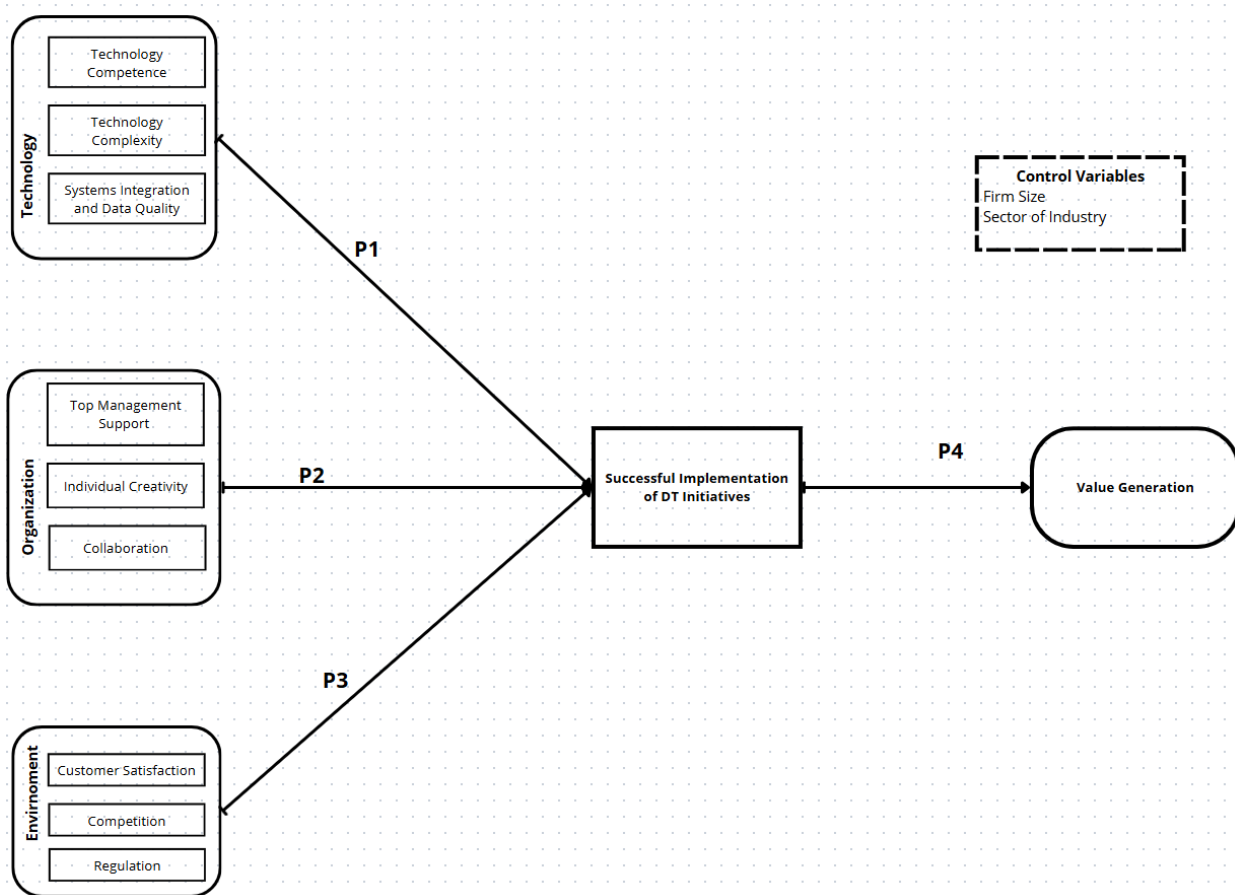 Technology
Technology
Competence
Technology
Complexity
Systems Integration
and Data Quality
P1
Control Variables
Firm Size
Sector of Industry
Organization
Top Management
Support
Individual Creativity
Collaboration
P2
Successful Implementation
of DT Initiatives
P4
Value Generation
P3
Envirnoment
Customer Satisfaction
Competition
Regulation